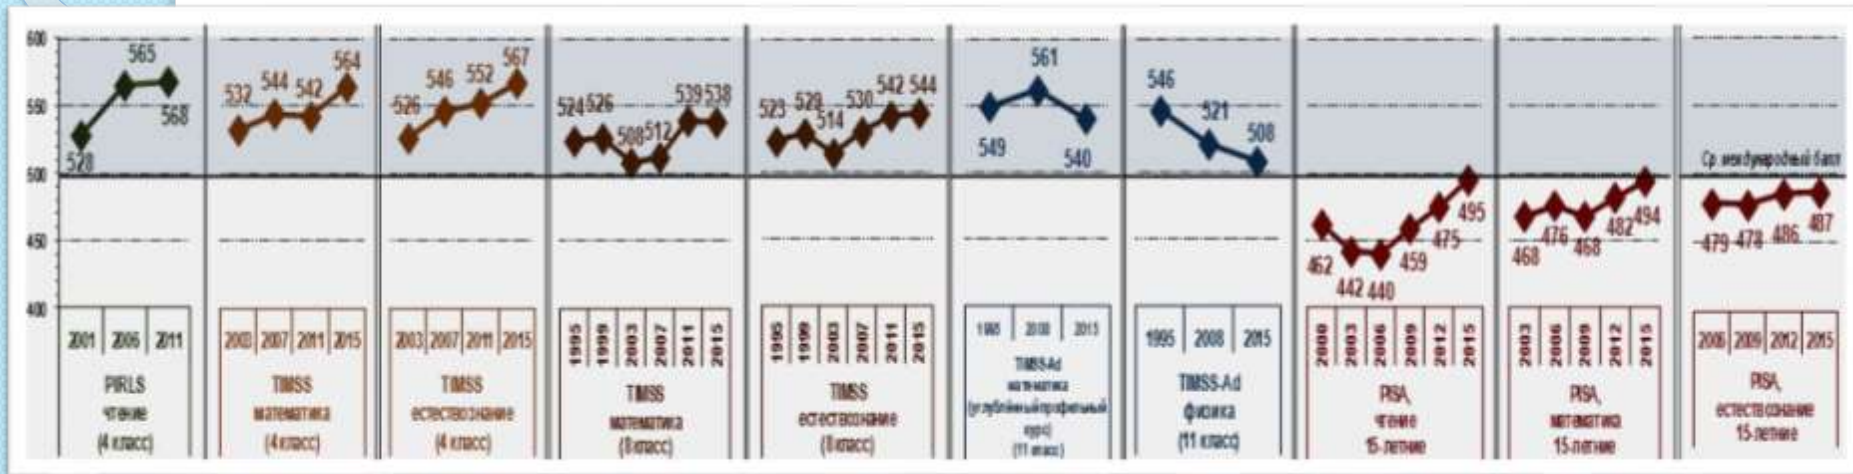 600
550
500
450
400
528
565
568
2001 2006 2011
PIRLS
чтение
(4 класс)
532
544
542
564
2003 2007 2011 2015
TIMSS
математика
(4 класс)
526
546
552
567
2003 2007 2011 2015
TIMSS
естествознание
(4 класс)
524 526
508 512
539 538
1995 1999 2003 2007 2011 2015
TIMSS
математика
(8 класс)
523 529
514
530
542 544
1995 1999 2003 2007 2011 2015
TIMSS
естествознание
(8 класс)
549
561
540
2015
TIMSS-Ad
математика
(углублённый профильный
курс)
(11 класс)
546
521
508
1995 2008 2015
TIMSS-Ad
физика
(11 класс)
462
442 440
459
475
495
2000 2003 2006 2009 2012 2015
PISA,
чтение
15-летние
468
476
468
482
494
2003 2006 2009 2012 2015
PISA,
математика
15-летние
Ср. международный балл
479 478 486 487
2006 2009 2012 2015
PISA,
естествознание
15-летние